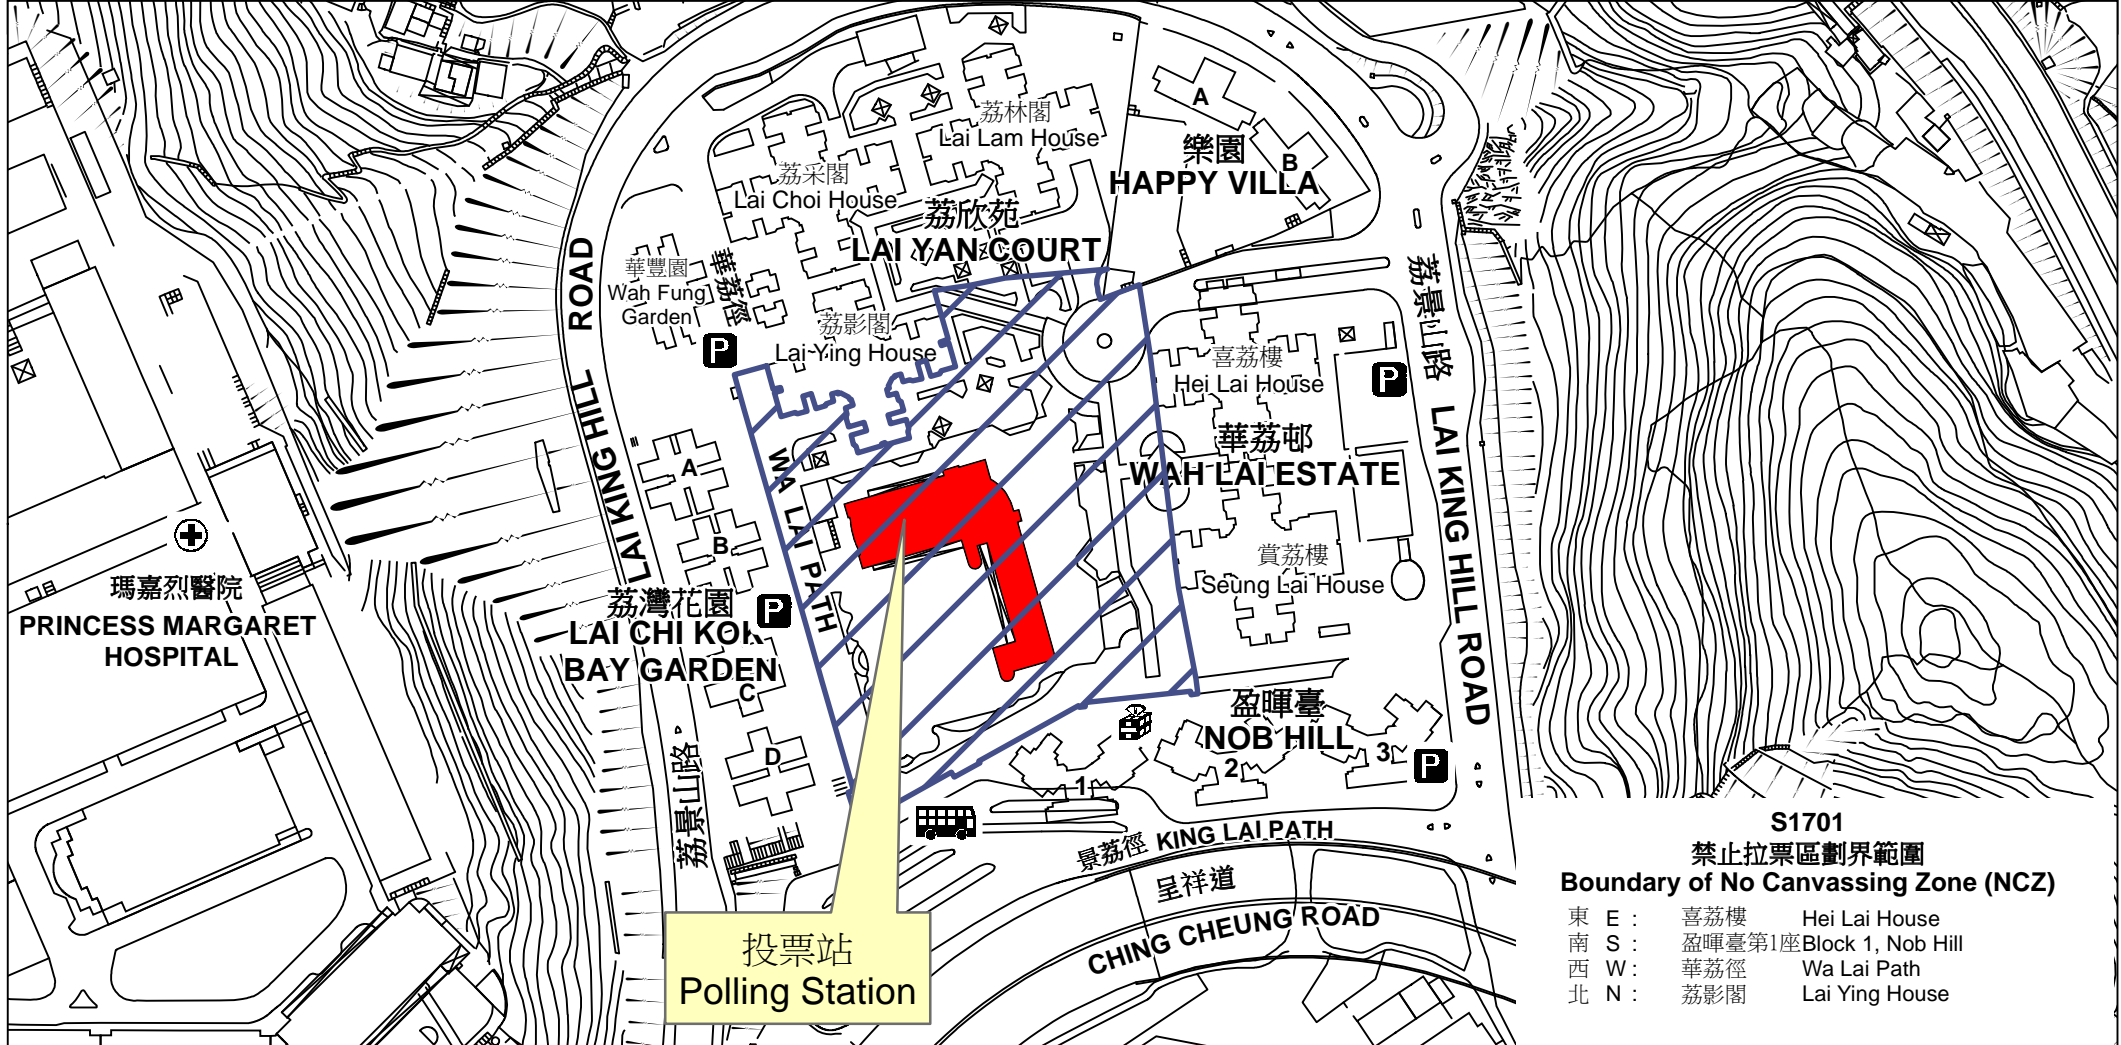 荔林閣
Lai Lam House
A
樂園
B
HAPPY VILLA
荔采閣
Lai Choi House
荔欣苑
LAI YAN COURT
華豐園
Wah Fung
Garden
華荔徑
P
荔影閣
Lai Ying House
LAI KING HILL ROAD
荔景山路
P
喜荔樓
Hei Lai House
華荔邨
WAH LAI ESTATE
LAI KING HILL ROAD
A
B
WA LAI PATH
賞荔樓
Seung Lai House
瑪嘉烈醫院
PRINCESS MARGARET
HOSPITAL
荔灣花園
LAI CHI KOK
BAY GARDEN
P
C
D
荔景山路
盈暉臺
NOB HILL
1
2
3
P
景荔徑 KING LAI PATH
呈祥道
CHING CHEUNG ROAD
投票站
Polling Station
S1701
禁止拉票區劃界範圍
Boundary of No Canvassing Zone (NCZ)
東 E : 喜荔樓 Hei Lai House
南 S : 盈暉臺第1座 Block 1, Nob Hill
西 W : 華荔徑 Wa Lai Path
北 N : 荔影閣 Lai Ying House